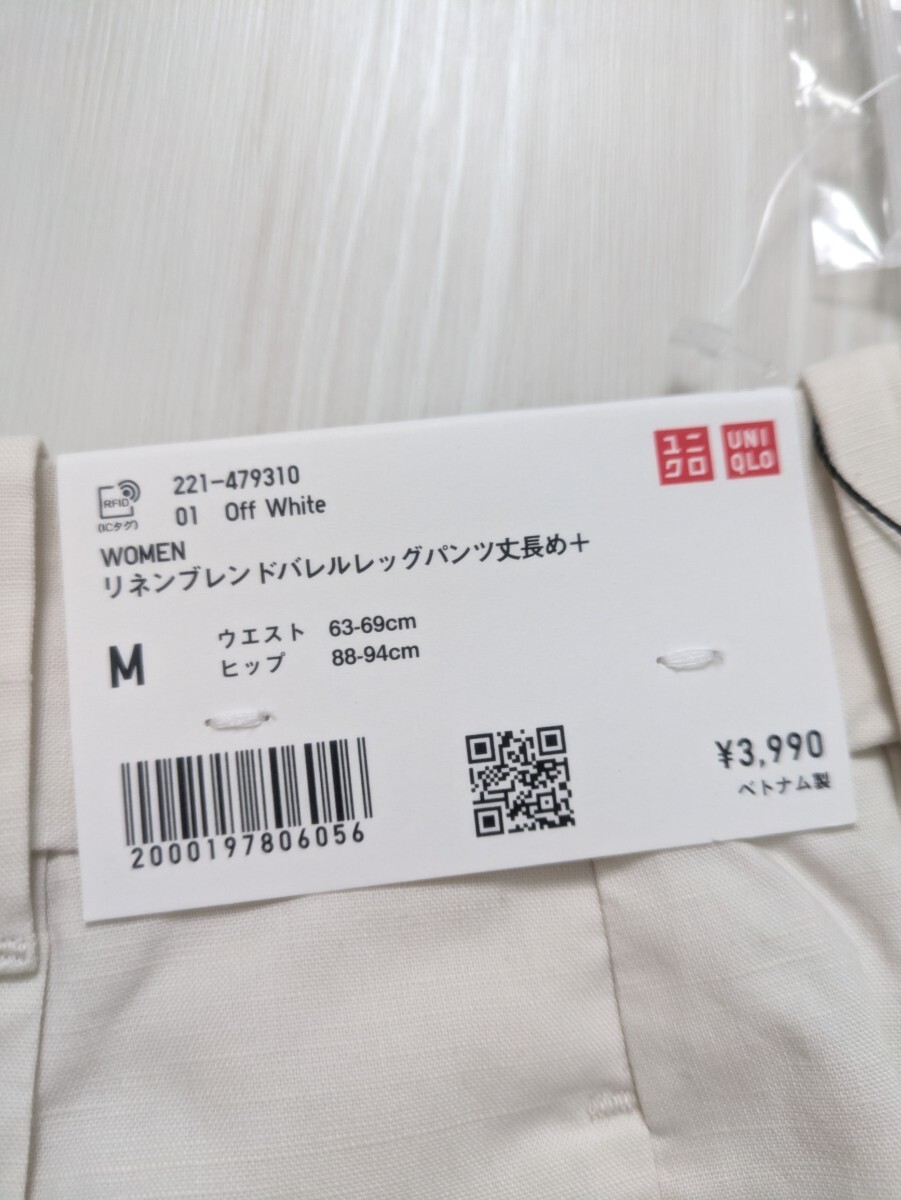 221-479310
01 Off White
ユニクロ
UNIQLO
RFID
(ICタグ)
WOMEN
リネンブレンドバレルレッグパンツ丈長め+
M
ウエスト 63-69cm
ヒップ 88-94cm
2000197806056
¥3,990
ベトナム製